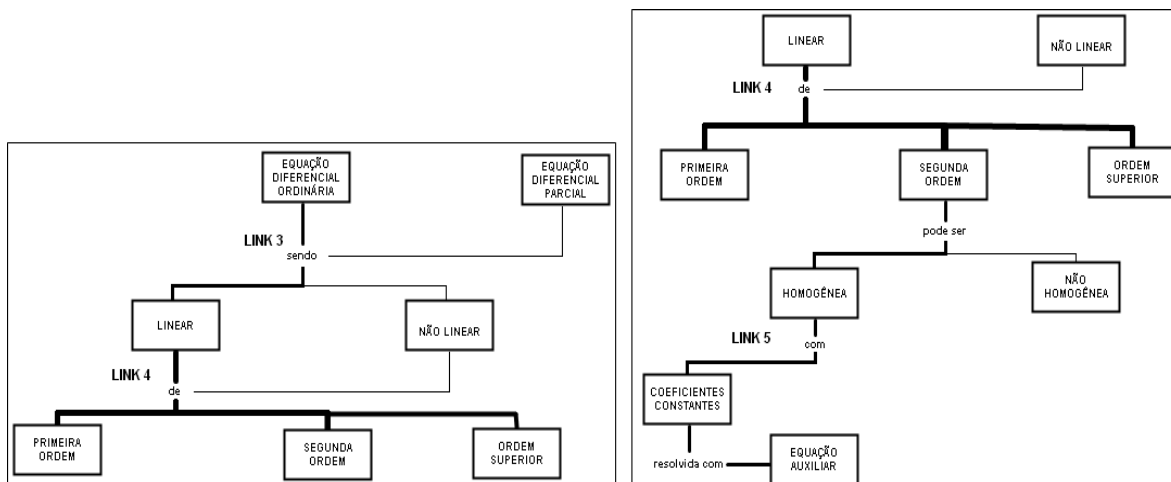 EQUAÇÃO
DIFERENCIAL
ORDINÁRIA
EQUAÇÃO
DIFERENCIAL
PARCIAL
LINK 3
sendo
LINEAR
NÃO LINEAR
LINK 4
de
PRIMEIRA
ORDEM
SEGUNDA
ORDEM
ORDEM
SUPERIOR
LINEAR
NÃO LINEAR
LINK 4
de
PRIMEIRA
ORDEM
SEGUNDA
ORDEM
ORDEM
SUPERIOR
pode ser
HOMOGÊNEA
NÃO
HOMOGÊNEA
LINK 5
com
COEFICIENTES
CONSTANTES
resolvida com
EQUAÇÃO
AUXILIAR